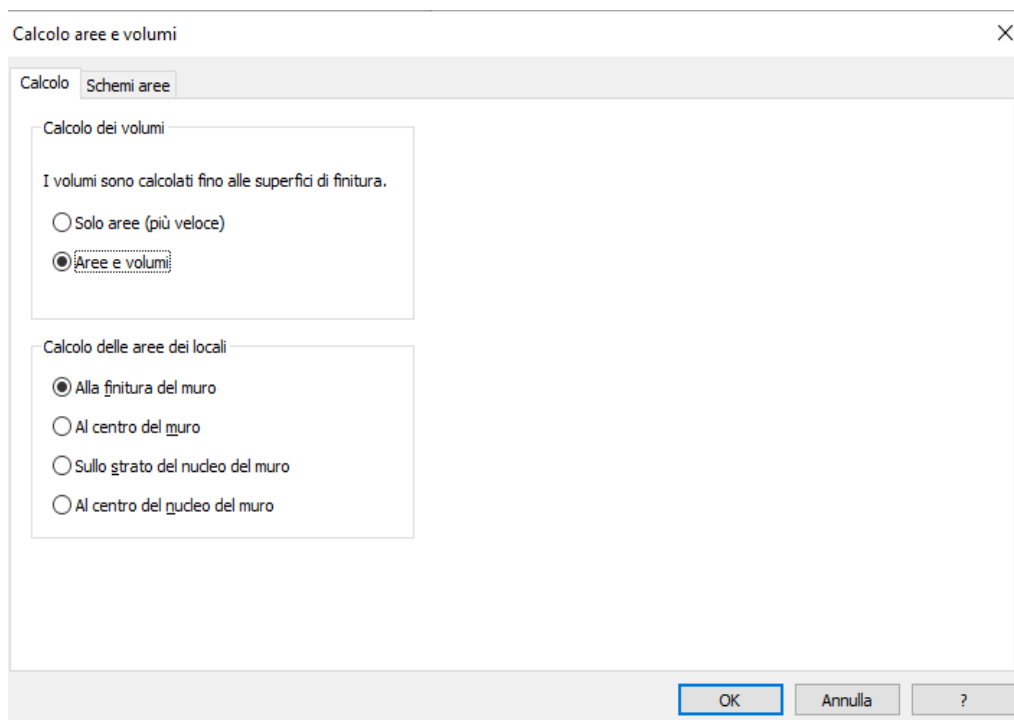 Calcolo aree e volumi
Calcolo
Schemi aree
Calcolo dei volumi
I volumi sono calcolati fino alle superfici di finitura.
Solo aree (più veloce)
Aree e volumi
Calcolo delle aree dei locali
Alla finitura del muro
Al centro del muro
Sullo strato del nucleo del muro
Al centro del nucleo del muro
OK
Annulla
?